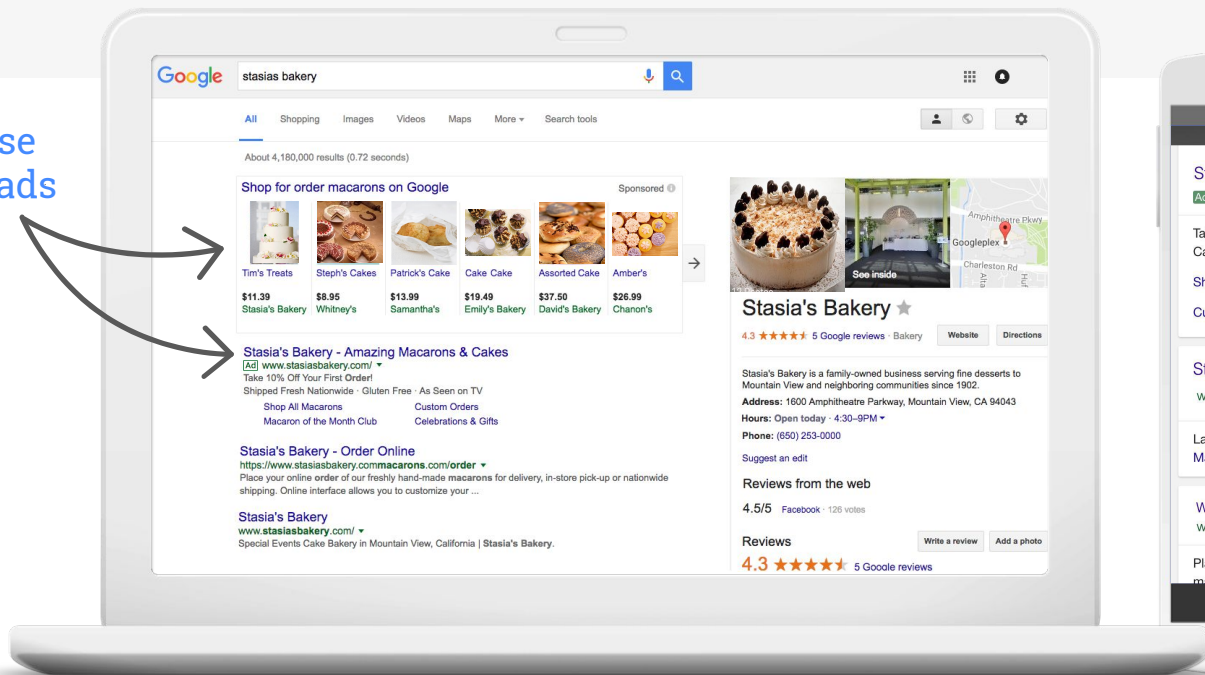 se
ads
Google
stasias bakery
All Shopping Images Videos Maps More Search tools
About 4,180,000 results (0.72 seconds)
Shop for order macarons on Google
Sponsored
Tim's Treats
$11.39
Stasia's Bakery
Steph's Cakes
$8.95
Whitney's
Patrick's Cake
$13.99
Samantha's
Cake Cake
$19.49
Emily's Bakery
Assorted Cake
$37.50
David's Bakery
Amber's
$26.99
Chanon's
Stasia's Bakery - Amazing Macarons & Cakes
Ad www.stasiasbakery.com/
Take 10% Off Your First Order!
Shipped Fresh Nationwide · Gluten Free · As Seen on TV
Shop All Macarons Custom Orders
Macaron of the Month Club Celebrations & Gifts
Stasia's Bakery - Order Online
https://www.stasiasbakery.commacarons.com/order
Place your online order of our freshly hand-made macarons for delivery, in-store pick-up or nationwide
shipping. Online interface allows you to customize your ...
Stasia's Bakery
www.stasiasbakery.com/
Special Events Cake Bakery in Mountain View, California | Stasia's Bakery.
See inside
Amphitheatre Pkwy
Googleplex
Charleston Rd
Stasia's Bakery
4.3 5 Google reviews · Bakery
Website
Directions
Stasia's Bakery is a family-owned business serving fine desserts to
Mountain View and neighboring communities since 1902.
Address: 1600 Amphitheatre Parkway, Mountain View, CA 94043
Hours: Open today · 4:30–9PM
Phone: (650) 253-0000
Suggest an edit
Reviews from the web
4.5/5 Facebook · 126 votes
Reviews
Write a review
Add a photo
4.3 5 Google reviews